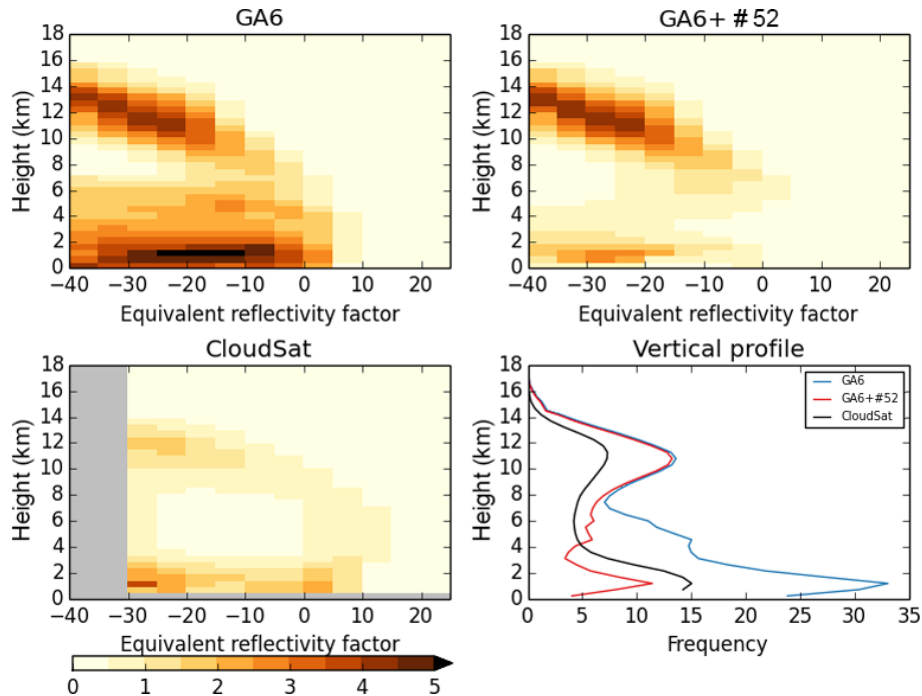 GA6
18
16
14
12
10
8
6
4
2
0
Height (km)
−40 −30 −20 −10 0 10 20
Equivalent reflectivity factor
GA6+ #52
18
16
14
12
10
8
6
4
2
0
Height (km)
−40 −30 −20 −10 0 10 20
Equivalent reflectivity factor
CloudSat
18
16
14
12
10
8
6
4
2
0
Height (km)
−40 −30 −20 −10 0 10 20
Equivalent reflectivity factor
Vertical profile
18
16
14
12
10
8
6
4
2
0
Height (km)
GA6
GA6+#52
CloudSat
0 5 10 15 20 25 30 35
Frequency
0 1 2 3 4 5